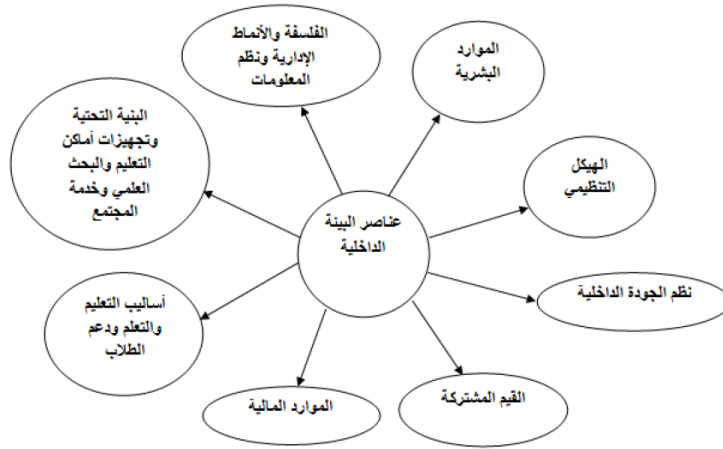 الفلسفة والأنماط
الإدارية ونظم
المعلومات
الموارد
البشرية
البنية التحتية
وتجهيزات أماكن
التعليم والبحث
العلمي وخدمة
المجتمع
الهيكل
التنظيمي
عناصر البيئة
الداخلية
نظم الجودة الداخلية
أساليب التعليم
والتعلم ودعم
الطلاب
القيم المشتركة
الموارد المالية